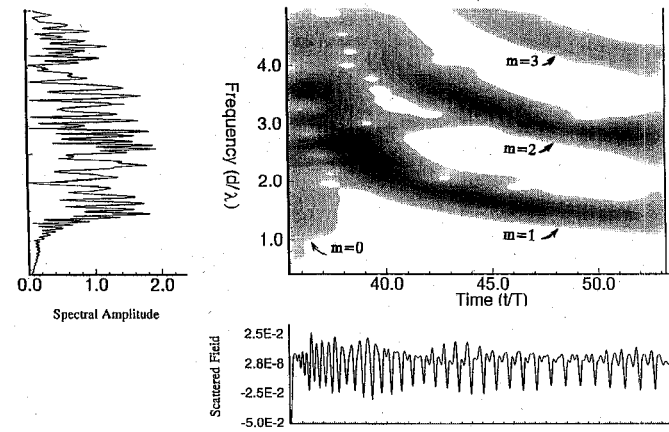 4.0
3.0
2.0
1.0
Frequency (d/λ)
m=3
m=2
m=1
m=0
0.0 1.0 2.0
Spectral Amplitude
40.0 45.0 50.0
Time (t/T)
Scattered Field
2.5E-2
2.8E-8
-2.5E-2
-5.0E-2